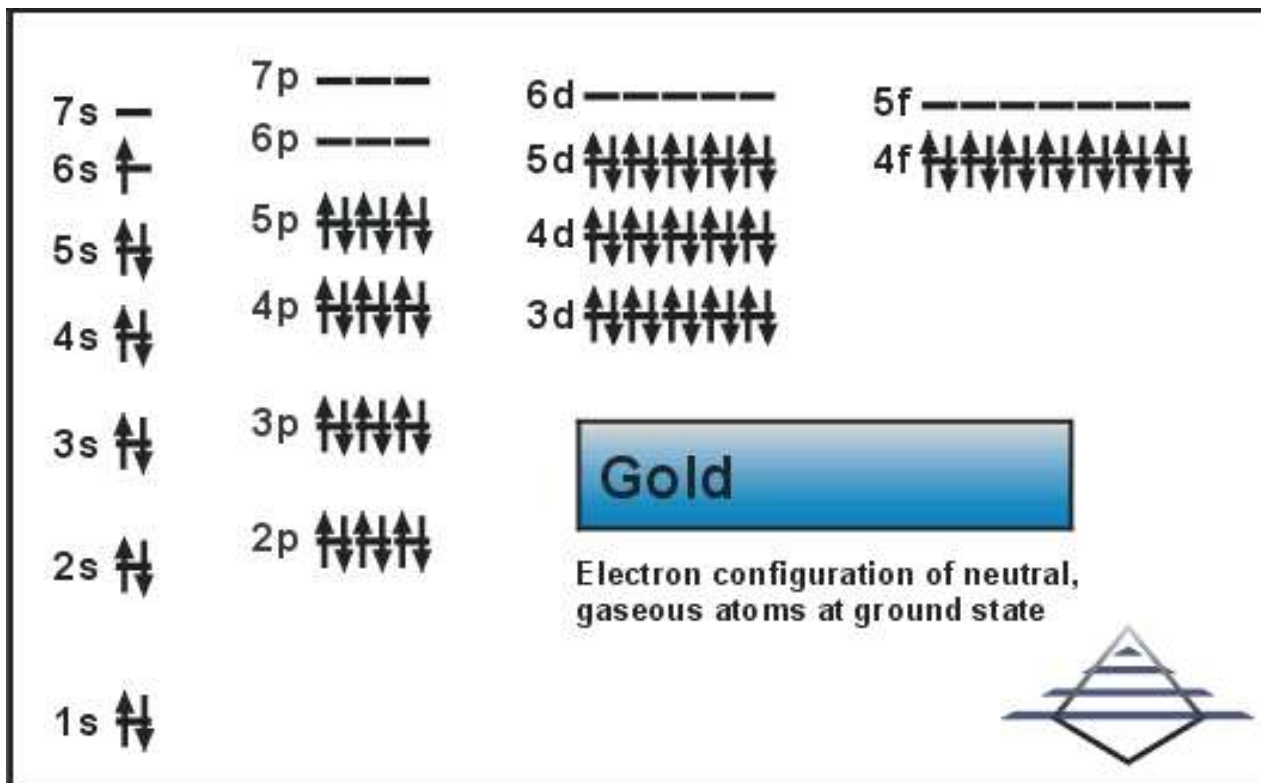 7s
6s
5s
4s
3s
2s
1s
7p
6p
5p
4p
3p
2p
6d
5d
4d
3d
5f
4f
Gold
Electron configuration of neutral,
gaseous atoms at ground state